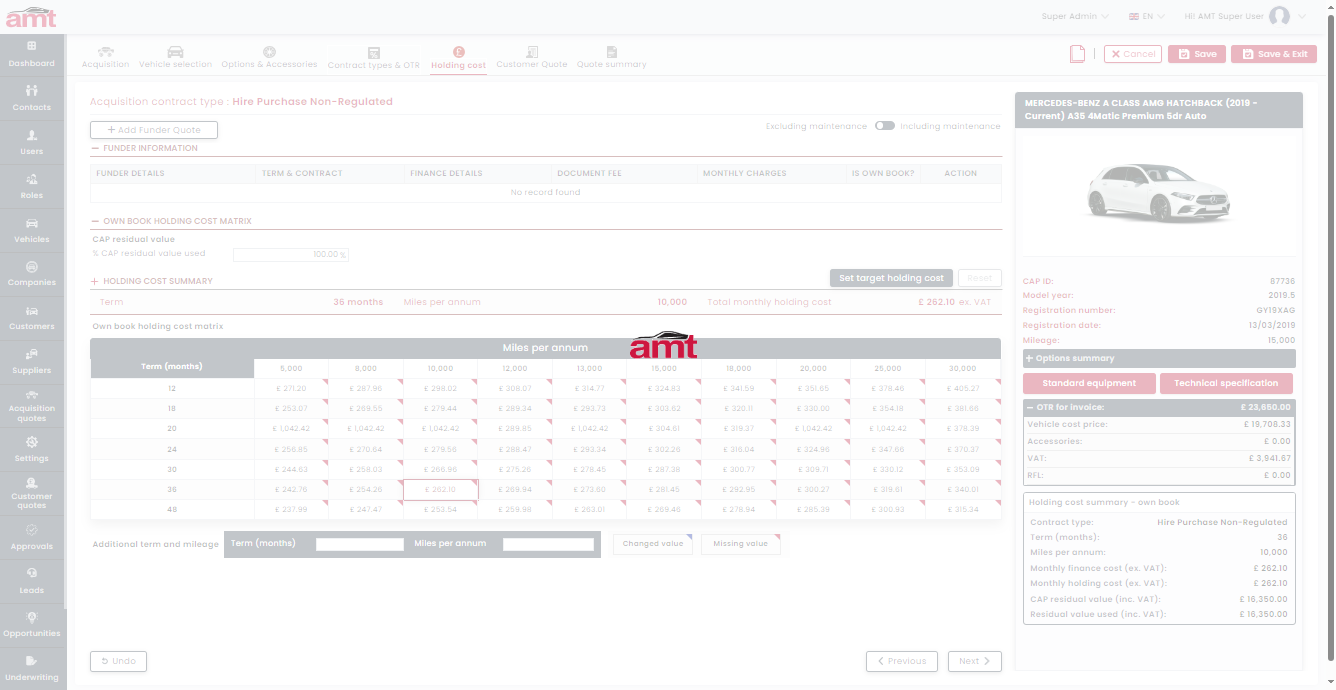 amt
Super Admin EN Hi! AMT Super User
Dashboard
Contacts
Users
Roles
Vehicles
Companies
Customers
Suppliers
Acquisition quotes
Settings
Customer quotes
Approvals
Leads
Opportunities
Underwriting
Acquisition Vehicle selection Options & Accessories Contract types & OTR Holding cost Customer Quote Quote summary
Cancel Save Save & Exit
Acquisition contract type : Hire Purchase Non-Regulated
+ Add Funder Quote
Excluding maintenance Including maintenance
FUNDER INFORMATION
FUNDER DETAILS TERM & CONTRACT FINANCE DETAILS DOCUMENT FEE MONTHLY CHARGES IS OWN BOOK? ACTION
No record found
OWN BOOK HOLDING COST MATRIX
CAP residual value
% CAP residual value used 100.00 %
HOLDING COST SUMMARY
Set target holding cost Reset
Term 36 months Miles per annum 10,000 Total monthly holding cost £ 262.10 ex. VAT
Own book holding cost matrix
amt
Miles per annum
Term (months) 5,000 8,000 10,000 12,000 13,000 15,000 18,000 20,000 25,000 30,000
12 £ 271.20 £ 287.96 £ 298.02 £ 308.07 £ 314.77 £ 324.83 £ 341.59 £ 351.65 £ 378.46 £ 405.27
18 £ 253.07 £ 269.55 £ 279.44 £ 289.34 £ 293.73 £ 303.62 £ 320.11 £ 330.00 £ 354.18 £ 381.66
20 £ 1,042.42 £ 1,042.42 £ 1,042.42 £ 289.85 £ 1,042.42 £ 304.61 £ 319.37 £ 1,042.42 £ 1,042.42 £ 378.39
24 £ 256.85 £ 270.64 £ 279.56 £ 288.47 £ 293.34 £ 302.26 £ 316.04 £ 324.96 £ 347.66 £ 370.37
30 £ 244.63 £ 258.03 £ 266.96 £ 275.26 £ 278.45 £ 287.38 £ 300.77 £ 309.71 £ 330.12 £ 353.09
36 £ 242.76 £ 254.26 £ 262.10 £ 269.94 £ 273.60 £ 281.45 £ 292.95 £ 300.27 £ 319.61 £ 340.01
48 £ 237.99 £ 247.47 £ 253.54 £ 259.98 £ 263.01 £ 269.46 £ 278.94 £ 285.39 £ 300.93 £ 315.34
Additional term and mileage Term (months) Miles per annum Changed value Missing value
Undo
Previous Next
MERCEDES-BENZ A CLASS AMG HATCHBACK (2019 -
Current) A35 4Matic Premium 5dr Auto
CAP ID: 87736
Model year: 2019.5
Registration number: GY19XAG
Registration date: 13/03/2019
Mileage: 15,000
+ Options summary
Standard equipment Technical specification
OTR for invoice: £ 23,650.00
Vehicle cost price: £ 19,708.33
Accessories: £ 0.00
VAT: £ 3,941.67
RFL: £ 0.00
Holding cost summary - own book
Contract type: Hire Purchase Non-Regulated
Term (months): 36
Miles per annum: 10,000
Monthly finance cost (ex. VAT): £ 262.10
Monthly holding cost (ex. VAT): £ 262.10
CAP residual value (inc. VAT): £ 16,350.00
Residual value used (inc. VAT): £ 16,350.00